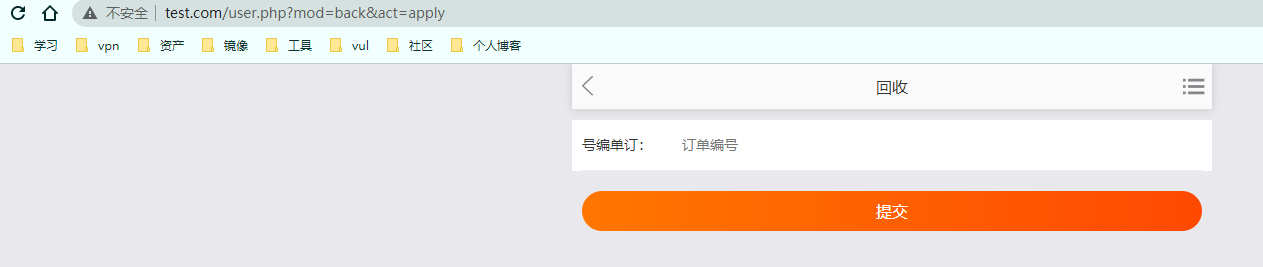 不安全 | test.com/user.php?mod=back&act=apply
学习 vpn 资产 镜像 工具 vul 社区 个人博客
回收
号编单订： 订单编号
提交